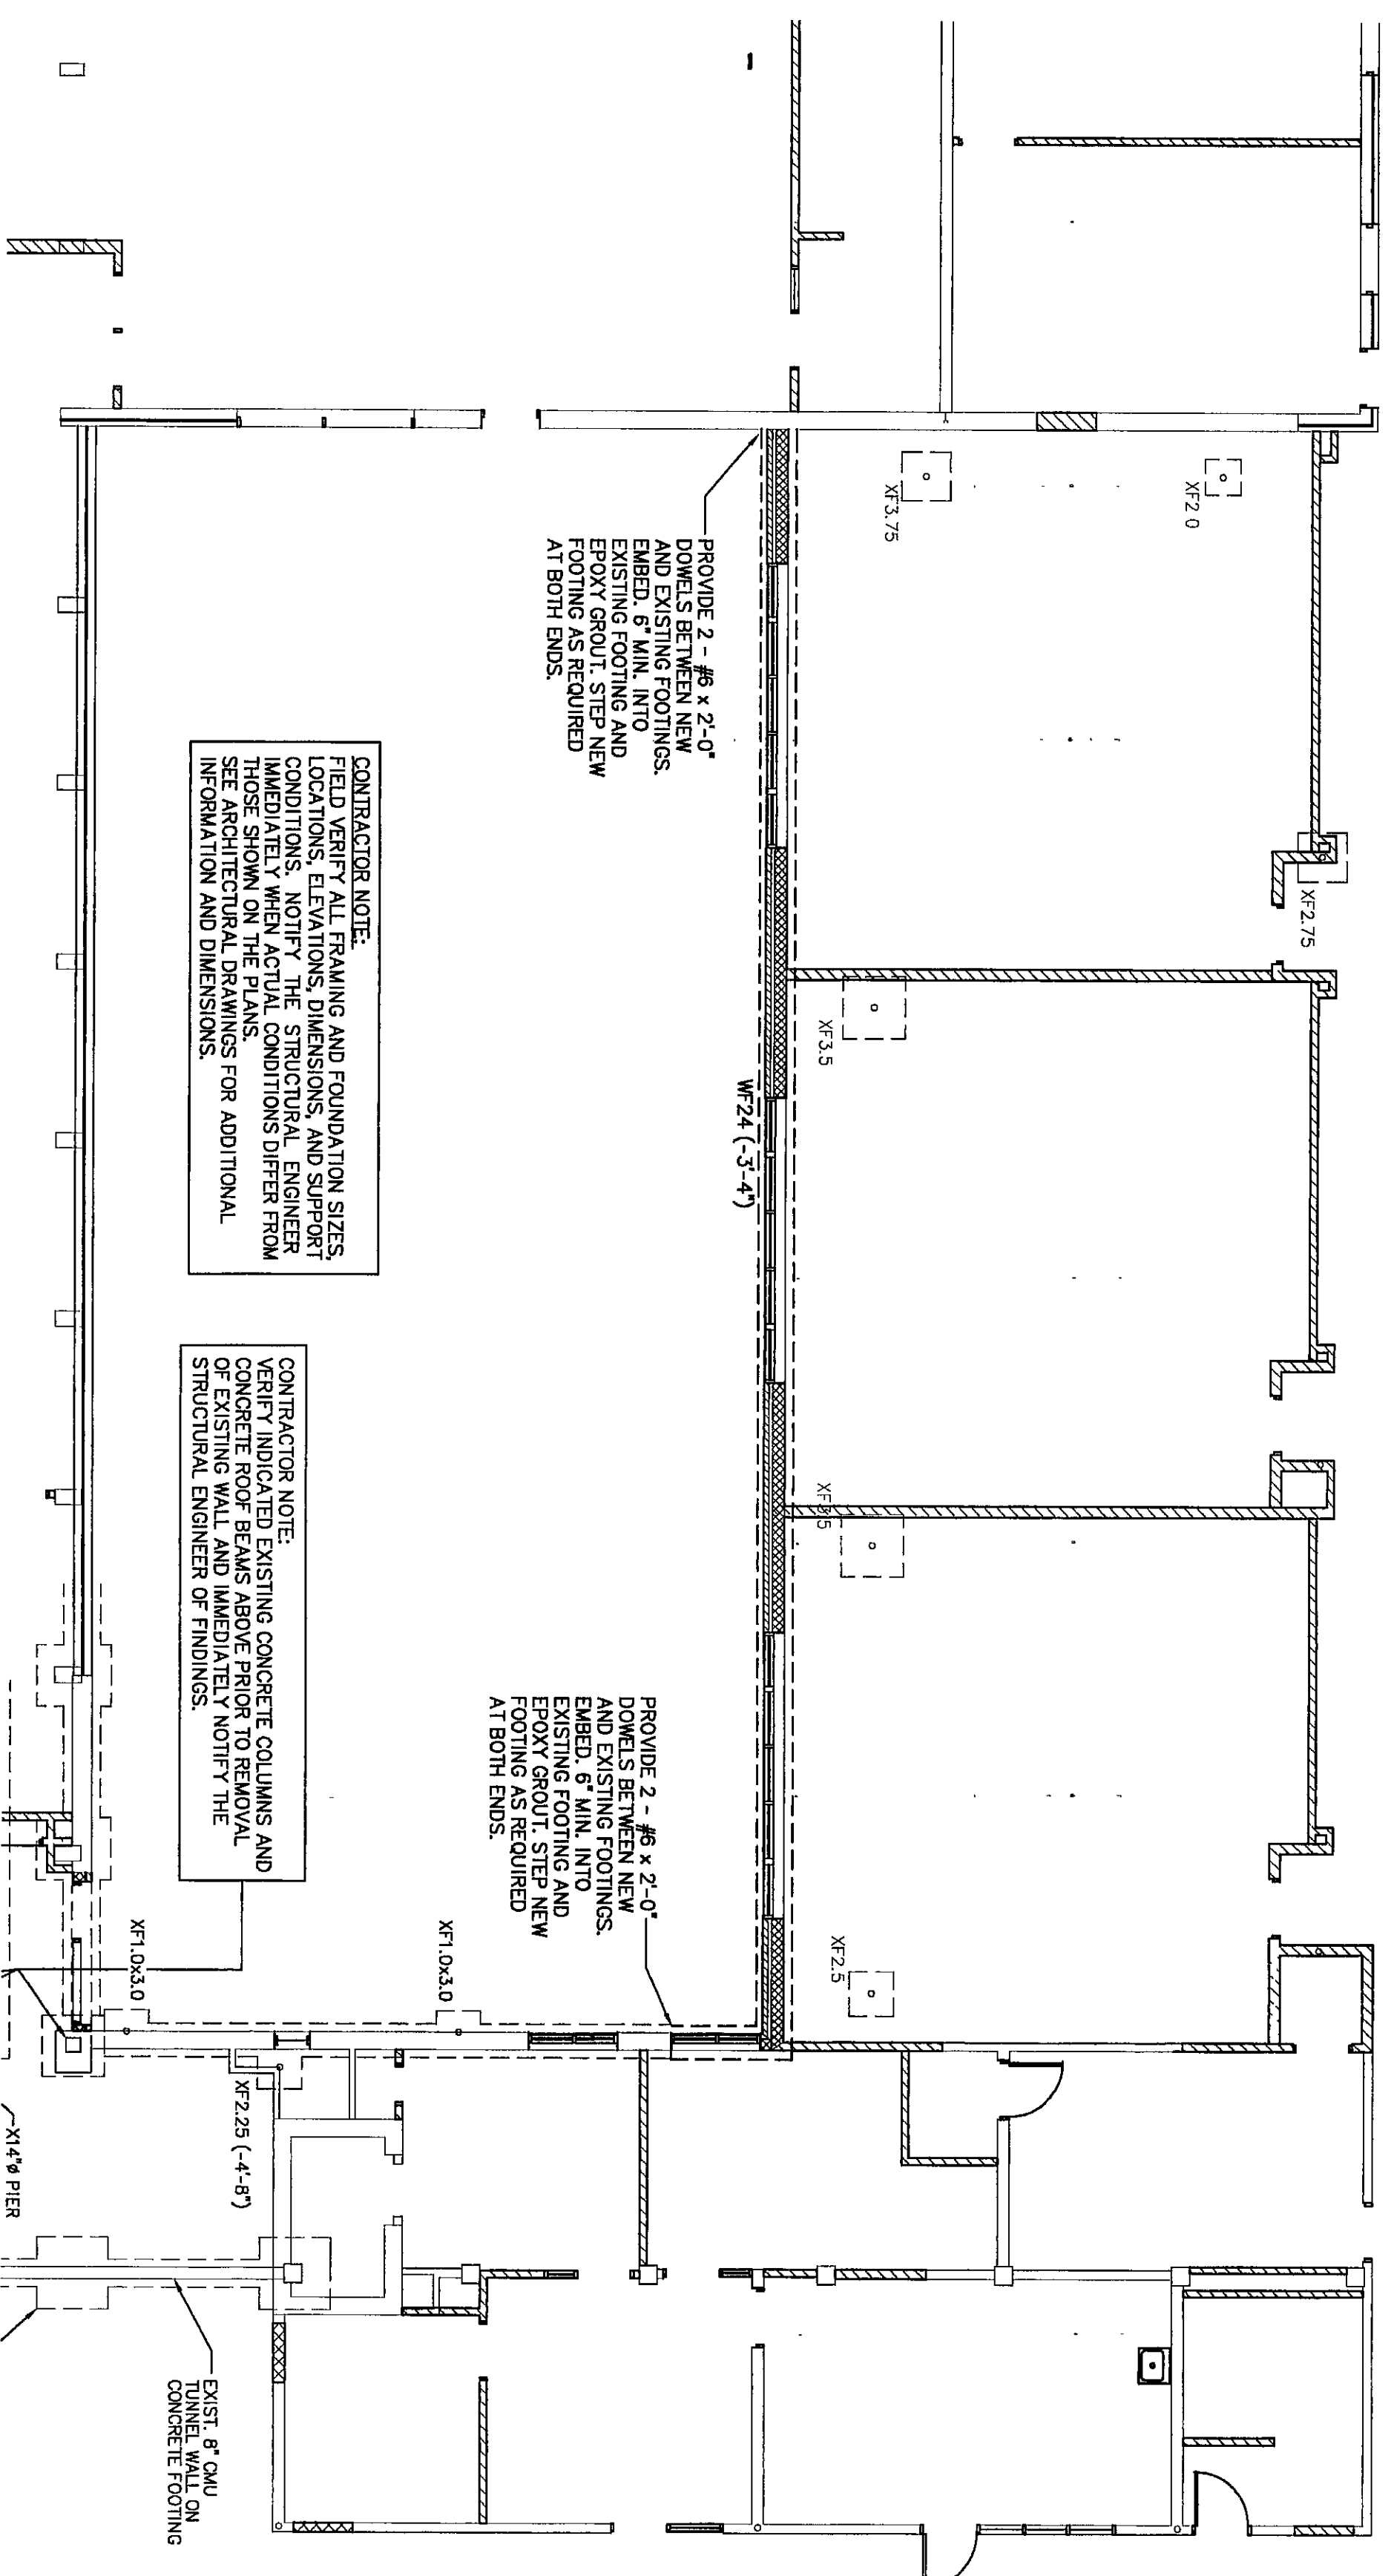 XF2.0
XF3.75
XF2.75
XF3.5
WF24 (-3'-4")
PROVIDE 2 - #6 x 2'-0"
DOWELS BETWEEN NEW
AND EXISTING FOOTINGS.
EMBED. 6" MIN. INTO
EXISTING FOOTING AND
EPOXY GROUT. STEP NEW
FOOTING AS REQUIRED
AT BOTH ENDS.
CONTRACTOR NOTE:
FIELD VERIFY ALL FRAMING AND FOUNDATION SIZES,
LOCATIONS, ELEVATIONS, DIMENSIONS, AND SUPPORT
CONDITIONS. NOTIFY THE STRUCTURAL ENGINEER
IMMEDIATELY WHEN ACTUAL CONDITIONS DIFFER FROM
THOSE SHOWN ON THE PLANS.
SEE ARCHITECTURAL DRAWINGS FOR ADDITIONAL
INFORMATION AND DIMENSIONS.
XF2.5
PROVIDE 2 - #6 x 2'-0"
DOWELS BETWEEN NEW
AND EXISTING FOOTINGS.
EMBED. 6" MIN. INTO
EXISTING FOOTING AND
EPOXY GROUT. STEP NEW
FOOTING AS REQUIRED
AT BOTH ENDS.
CONTRACTOR NOTE:
VERIFY INDICATED EXISTING CONCRETE COLUMNS AND
CONCRETE ROOF BEAMS ABOVE PRIOR TO REMOVAL
OF EXISTING WALL AND IMMEDIATELY NOTIFY THE
STRUCTURAL ENGINEER OF FINDINGS.
XF1.0x3.0
XF1.0x3.0
XF2.25 (-4'-8")
X14"ø PIER
EXIST. 8" CMU
TUNNEL WALL ON
CONCRETE FOOTING